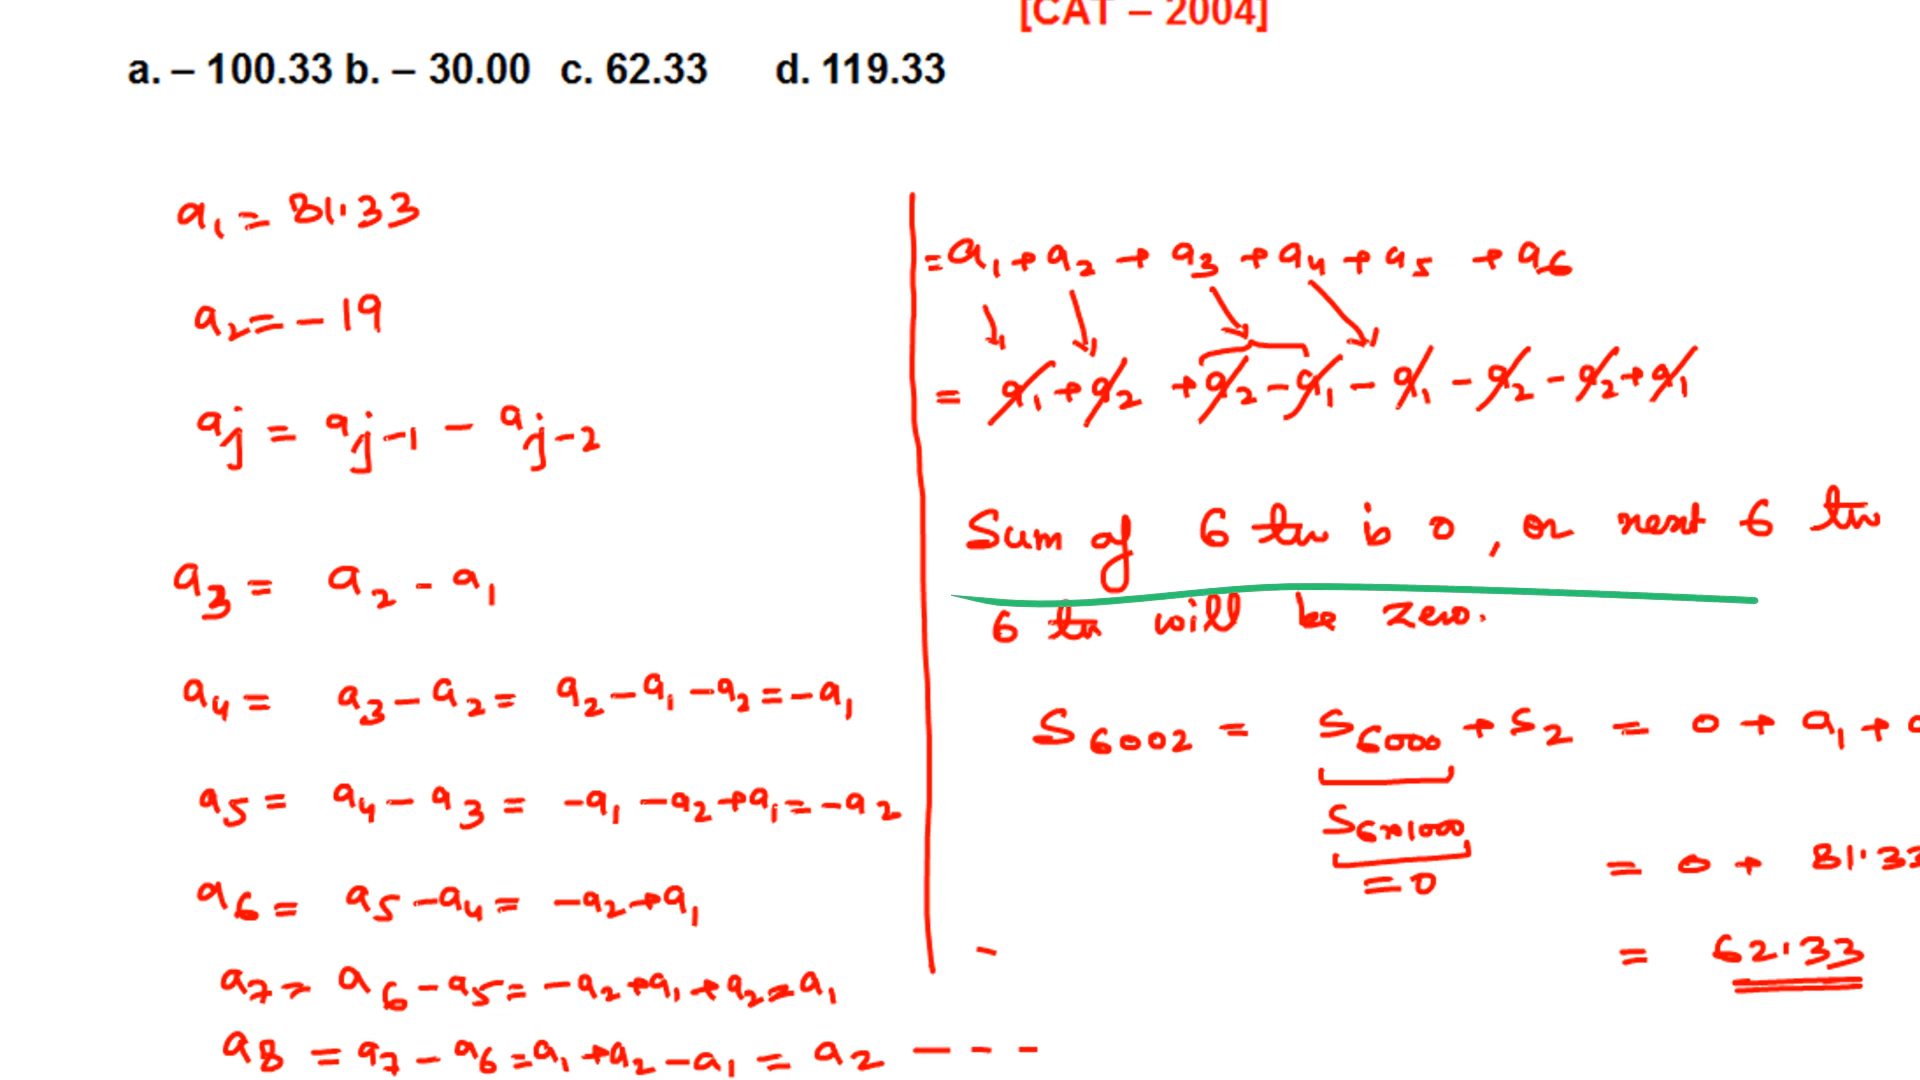 [CAT – 2004]
a. – 100.33 b. – 30.00 c. 62.33 d. 119.33
a₁ = 81.33
a₂ = – 19
aⱼ = aⱼ₋₁ – aⱼ₋₂
a₃ = a₂ - a₁
a₄ = a₃ – a₂ = a₂ – a₁ – a₂ = – a₁
a₅ = a₄ – a₃ = -a₁ – a₂ + a₁ = – a₂
a₆ = a₅ – a₄ = – a₂ + a₁
a₇ = a₆ – a₅ = – a₂ + a₁ + a₂ = a₁
a₈ = a₇ – a₆ = a₁ + a₂ – a₁ = a₂ – - -
= a₁ + a₂ + a₃ + a₄ + a₅ + a₆
= a₁ + a₂ + a₂ – a₁ – a₁ – a₂ – a₂ + a₁
Sum of 6 tm is 0, or next 6 tm
6 tm will be zero.
S₆₀₀₂ = S₆₀₀₀ + S₂ = 0 + a₁ +
S₆ₓ₁₀₀₀
= 0
= 0 + 81.33
= 62.33